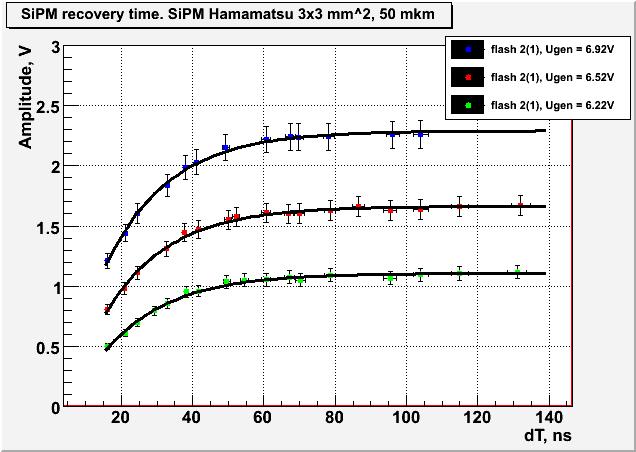 SiPM recovery time. SiPM Hamamatsu 3x3 mm^2, 50 mkm
flash 2(1), Ugen = 6.92V
flash 2(1), Ugen = 6.52V
flash 2(1), Ugen = 6.22V
Amplitude, V
3
2.5
2
1.5
1
0.5
0
20 40 60 80 100 120 140
dT, ns